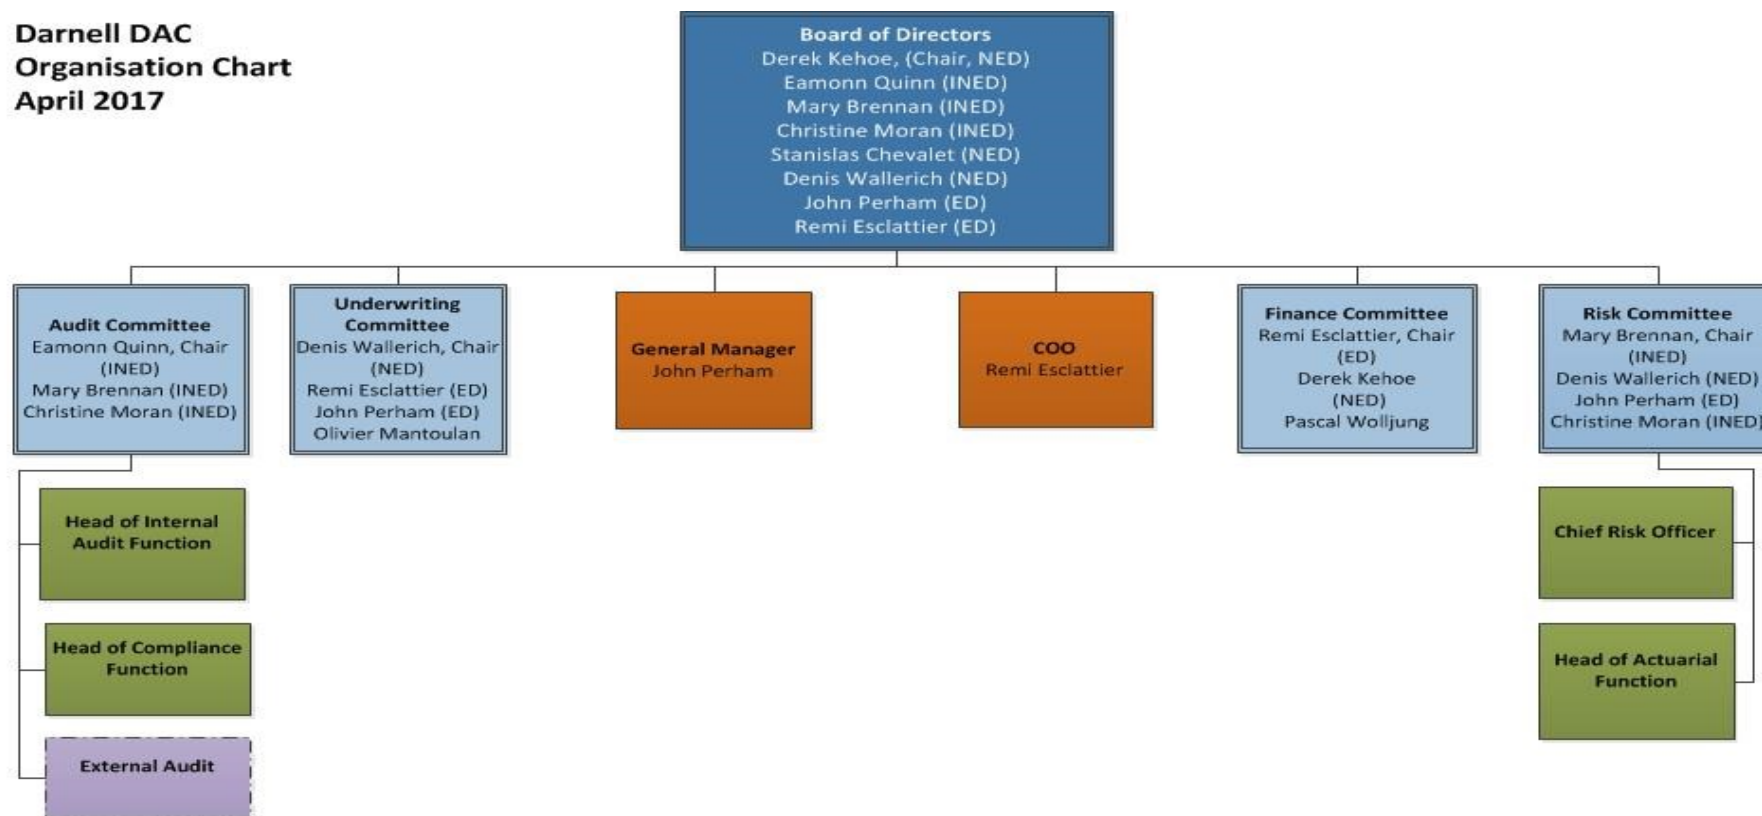 Darnell DAC
Organisation Chart
April 2017
Board of Directors
Derek Kehoe, (Chair, NED)
Eamonn Quinn (INED)
Mary Brennan (INED)
Christine Moran (INED)
Stanislas Chevalet (NED)
Denis Wallerich (NED)
John Perham (ED)
Remi Esclattier (ED)
Audit Committee
Eamonn Quinn, Chair
(INED)
Mary Brennan (INED)
Christine Moran (INED)
Underwriting
Committee
Denis Wallerich, Chair
(NED)
Remi Esclattier (ED)
John Perham (ED)
Olivier Mantoulan
General Manager
John Perham
COO
Remi Esclattier
Finance Committee
Remi Esclattier, Chair
(ED)
Derek Kehoe
(NED)
Pascal Wolljung
Risk Committee
Mary Brennan, Chair
(INED)
Denis Wallerich (NED)
John Perham (ED)
Christine Moran (INED)
Head of Internal
Audit Function
Head of Compliance
Function
External Audit
Chief Risk Officer
Head of Actuarial
Function